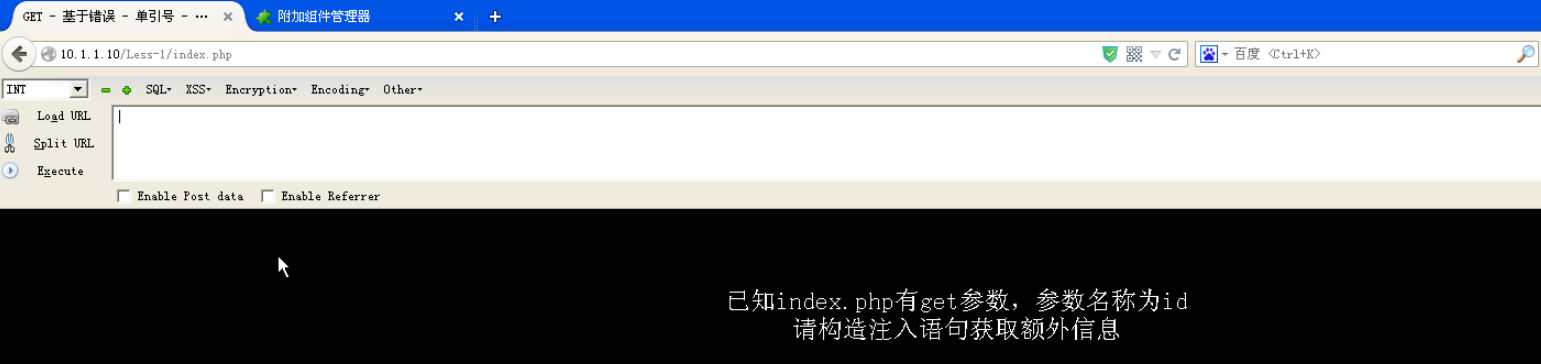 GET - 基于错误 - 单引号 - ... × 附加组件管理器 × +
10.1.1.10/Less-1/index.php 百度 <Ctrl+K>
INT SQL▾ XSS▾ Encryption▾ Encoding▾ Other▾
Load URL
Split URL
Execute
Enable Post data Enable Referrer
已知index.php有get参数，参数名称为id
请构造注入语句获取额外信息